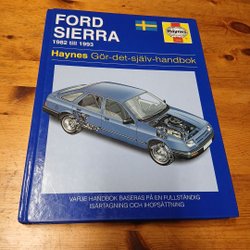 FORD
SIERRA
1982 till 1993
Haynes
Haynes Gör-det-själv-handbok
VARJE HANDBOK BASERAS PÅ EN FULLSTÄNDIG
ISÄRTAGNING OCH IHOPSÄTTNING